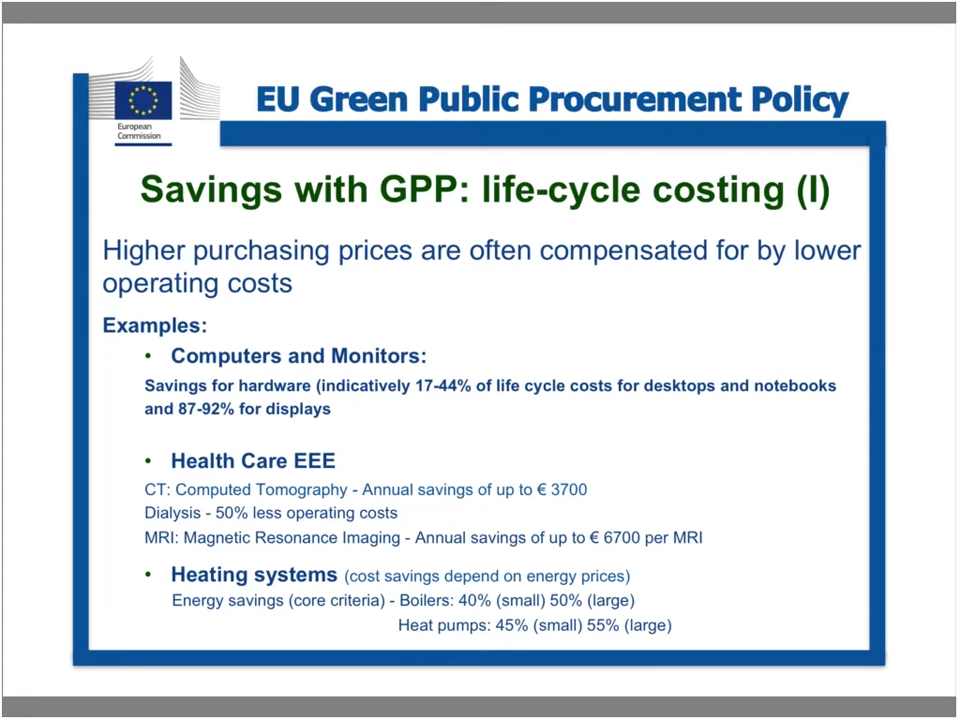 EU Green Public Procurement Policy
European
Commission
Savings with GPP: life-cycle costing (I)
Higher purchasing prices are often compensated for by lower
operating costs
Examples:
• Computers and Monitors:
Savings for hardware (indicatively 17-44% of life cycle costs for desktops and notebooks
and 87-92% for displays
• Health Care EEE
CT: Computed Tomography - Annual savings of up to € 3700
Dialysis - 50% less operating costs
MRI: Magnetic Resonance Imaging - Annual savings of up to € 6700 per MRI
• Heating systems (cost savings depend on energy prices)
Energy savings (core criteria) - Boilers: 40% (small) 50% (large)
Heat pumps: 45% (small) 55% (large)